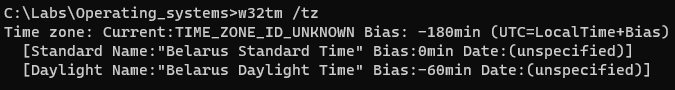 C:\Labs\Operating_systems>w32tm /tz
Time zone: Current:TIME_ZONE_ID_UNKNOWN Bias: -180min (UTC=LocalTime+Bias)
  [Standard Name:"Belarus Standard Time" Bias:0min Date:(unspecified)]
  [Daylight Name:"Belarus Daylight Time" Bias:-60min Date:(unspecified)]